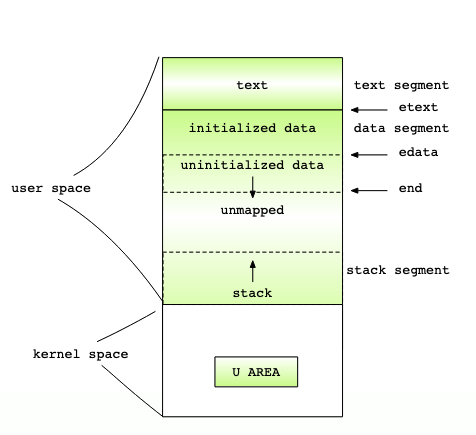 text
text segment
etext
initialized data
data segment
edata
uninitialized data
user space
end
unmapped
stack segment
stack
kernel space
U AREA